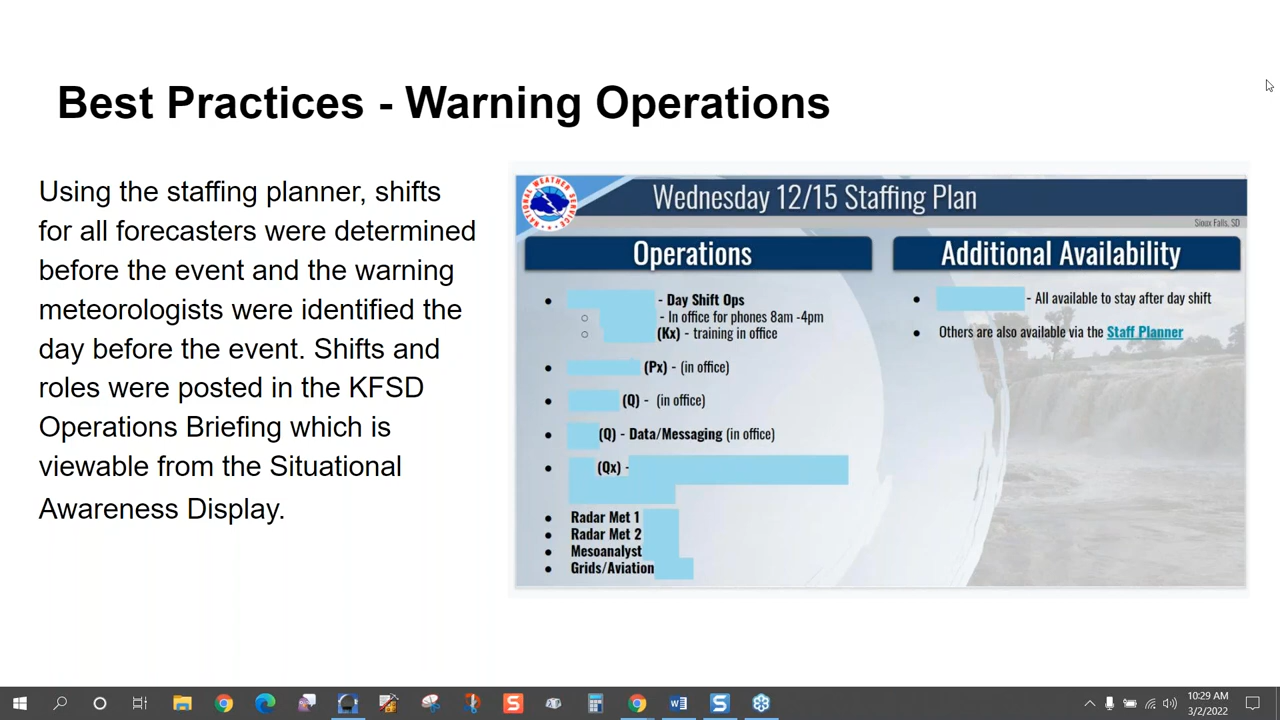 Best Practices - Warning Operations
Using the staffing planner, shifts
for all forecasters were determined
before the event and the warning
meteorologists were identified the
day before the event. Shifts and
roles were posted in the KFSD
Operations Briefing which is
viewable from the Situational
Awareness Display.
NATIONAL WEATHER SERVICE
Wednesday 12/15 Staffing Plan
Sioux Falls, SD
Operations
• - Day Shift Ops
○ - In office for phones 8am -4pm
○ (Kx) - training in office
• (Px) - (in office)
• (Q) - (in office)
• (Q) - Data/Messaging (in office)
• (Qx) -
• Radar Met 1
• Radar Met 2
• Mesoanalyst
• Grids/Aviation
Additional Availability
• - All available to stay after day shift
• Others are also available via the Staff Planner
10:29 AM
3/2/2022